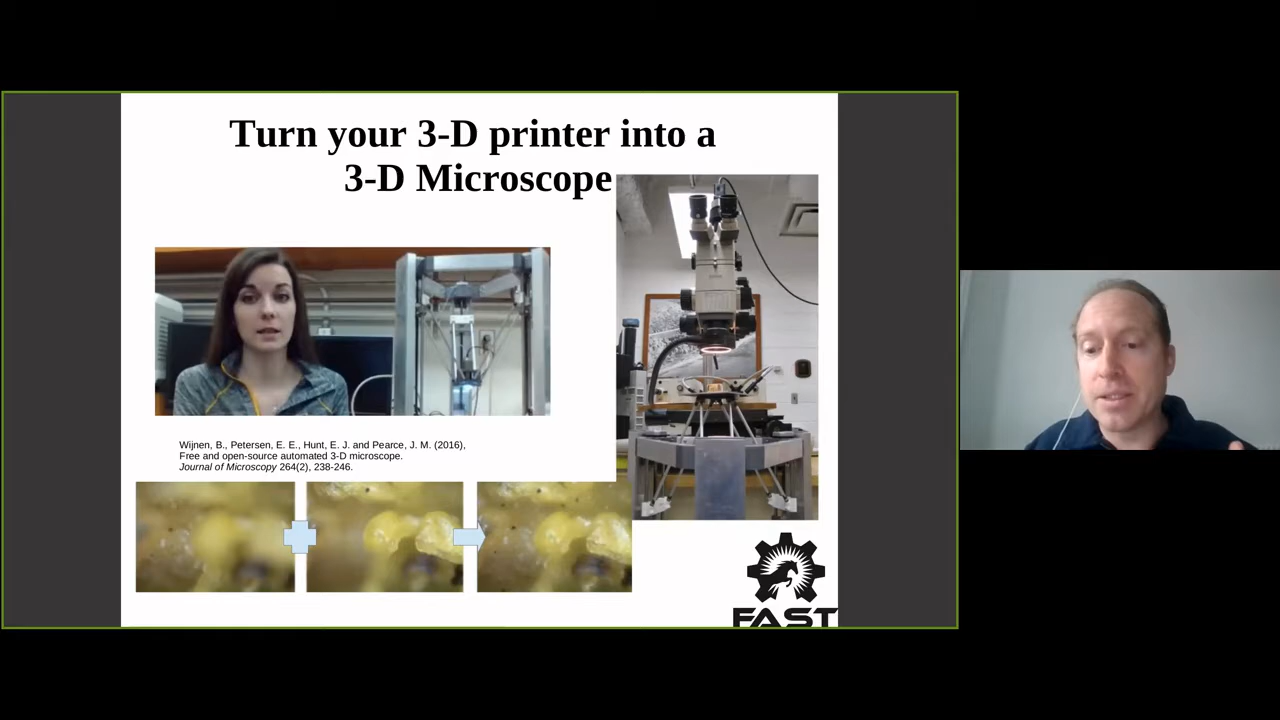 Turn your 3-D printer into a
3-D Microscope
Wijnen, B., Petersen, E. E., Hunt, E. J. and Pearce, J. M. (2016),
Free and open-source automated 3-D microscope.
Journal of Microscopy 264(2), 238-246.
FAST